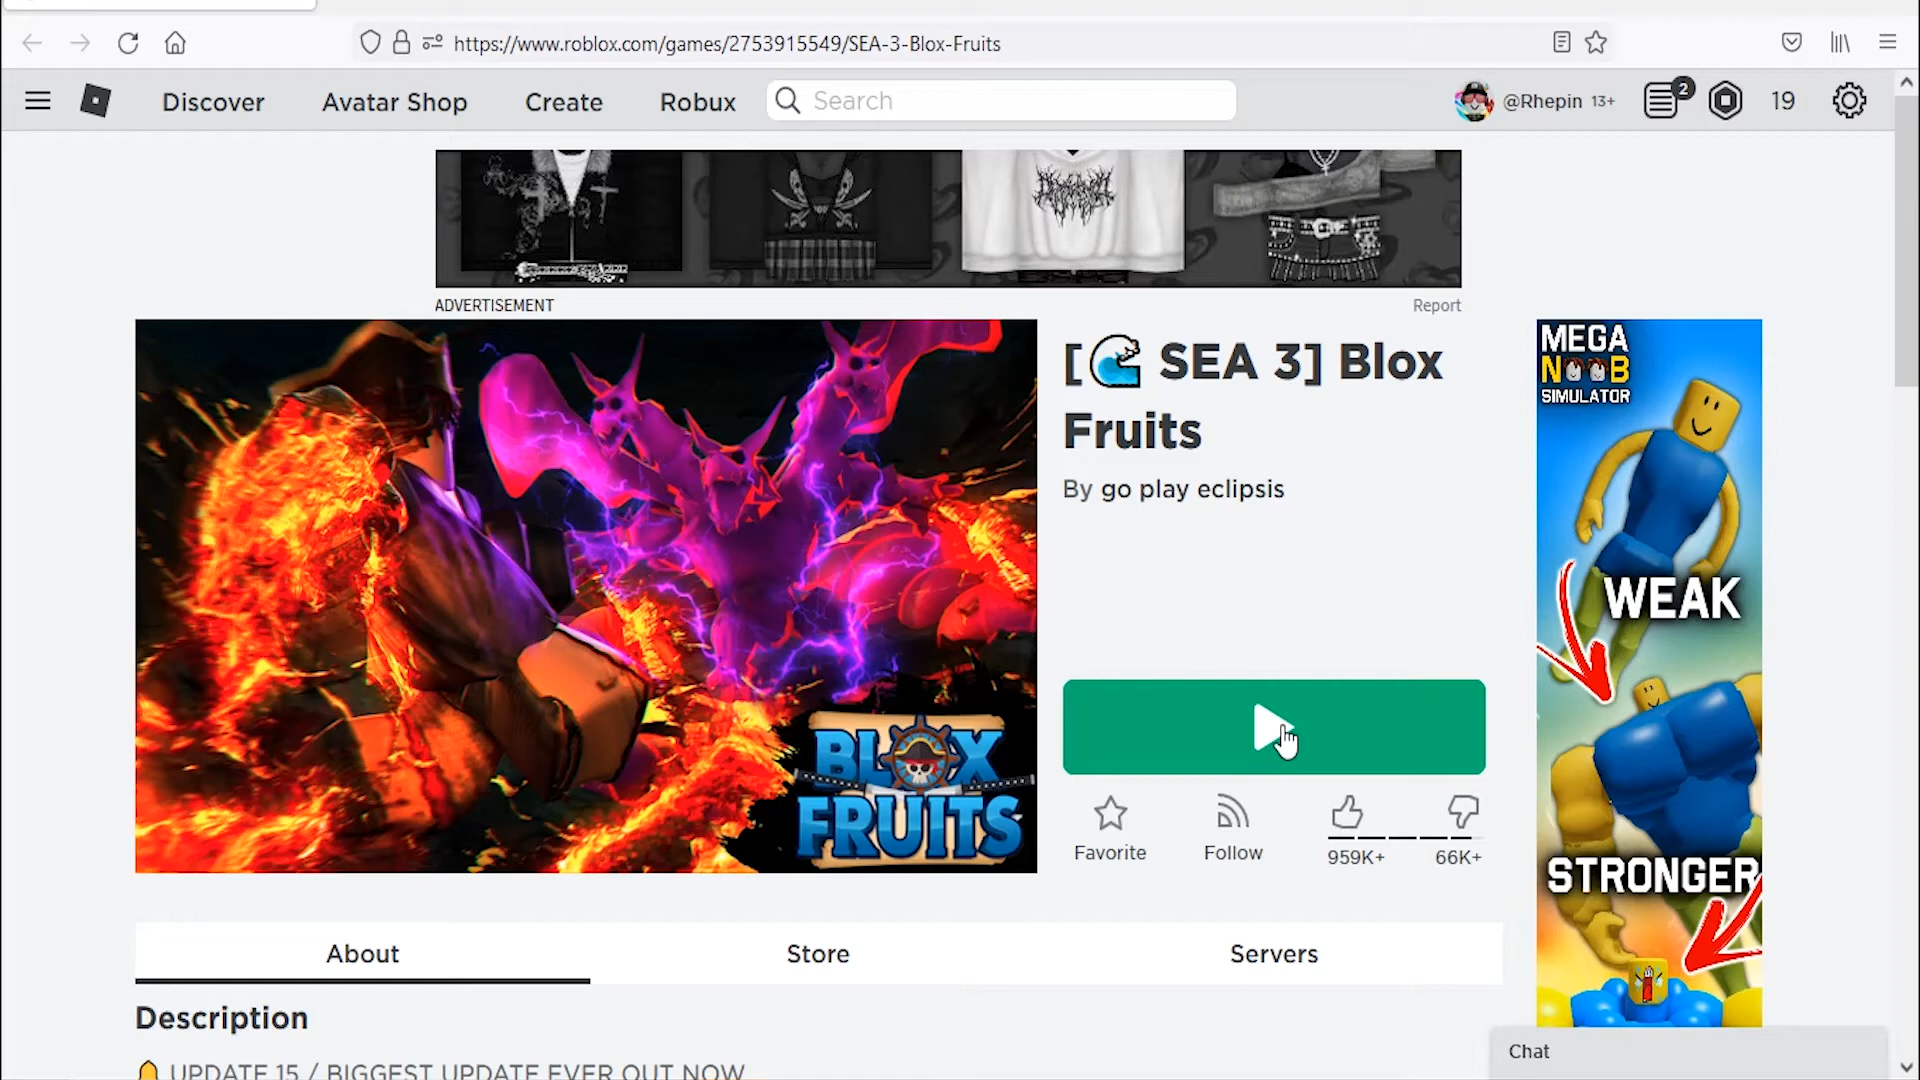 https://www.roblox.com/games/2753915549/SEA-3-Blox-Fruits
Discover
Avatar Shop
Create
Robux
Search
@Rhepin 13+
2
19
ADVERTISEMENT
Report
[🌊 SEA 3] Blox
Fruits
By go play eclipsis
BLOX
FRUITS
Favorite
Follow
959K+
66K+
MEGA
NOOB
SIMULATOR
WEAK
STRONGER
About
Store
Servers
Description
🔔 UPDATE 15 / BIGGEST UPDATE EVER OUT NOW
Chat